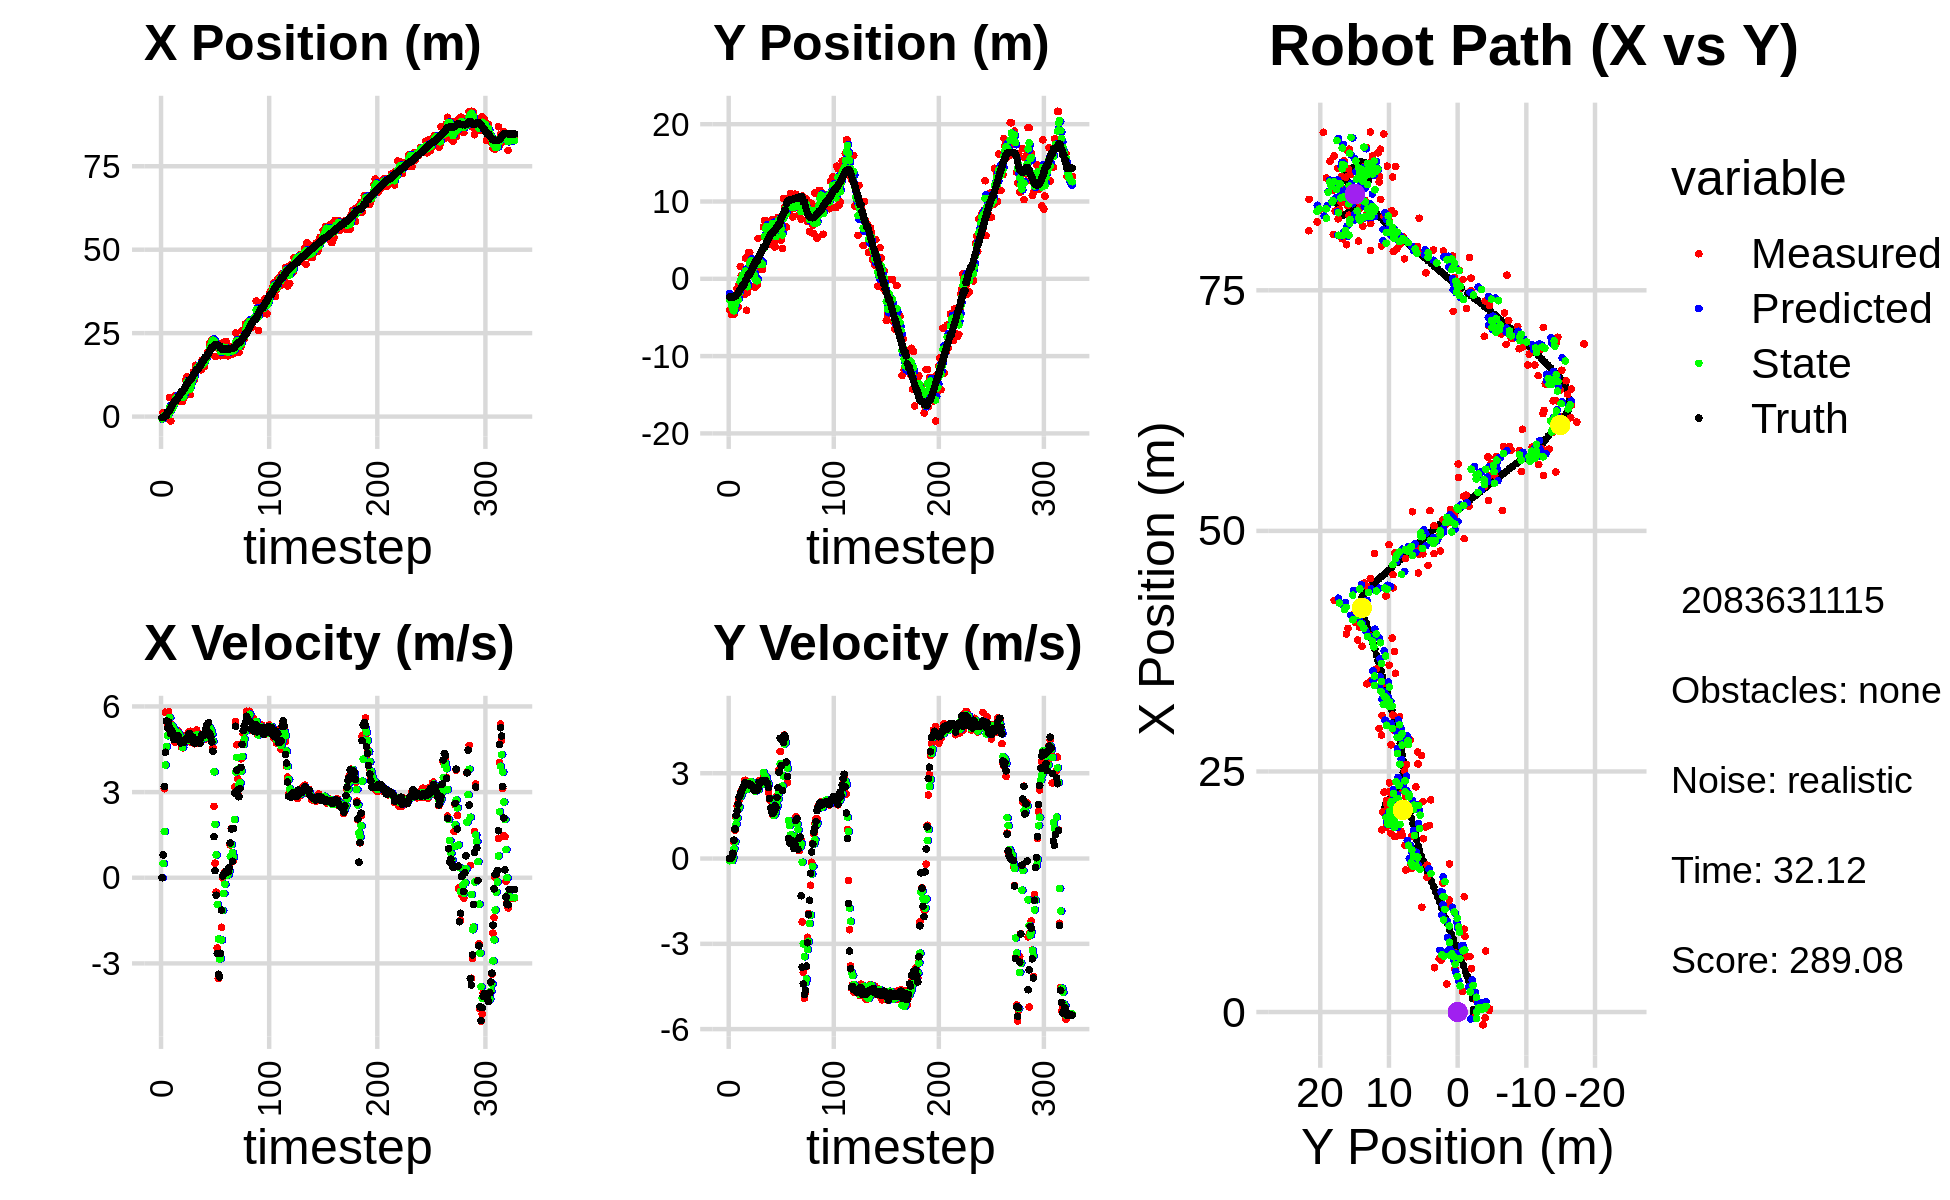 X Position (m)
75
50
25
0
0
100
200
300
timestep
Y Position (m)
20
10
0
-10
-20
0
100
200
300
timestep
X Velocity (m/s)
6
3
0
-3
0
100
200
300
timestep
Y Velocity (m/s)
3
0
-3
-6
0
100
200
300
timestep
Robot Path (X vs Y)
X Position (m)
75
50
25
0
20 10 0 -10 -20
Y Position (m)
variable
Measured
Predicted
State
Truth
2083631115
Obstacles: none
Noise: realistic
Time: 32.12
Score: 289.08